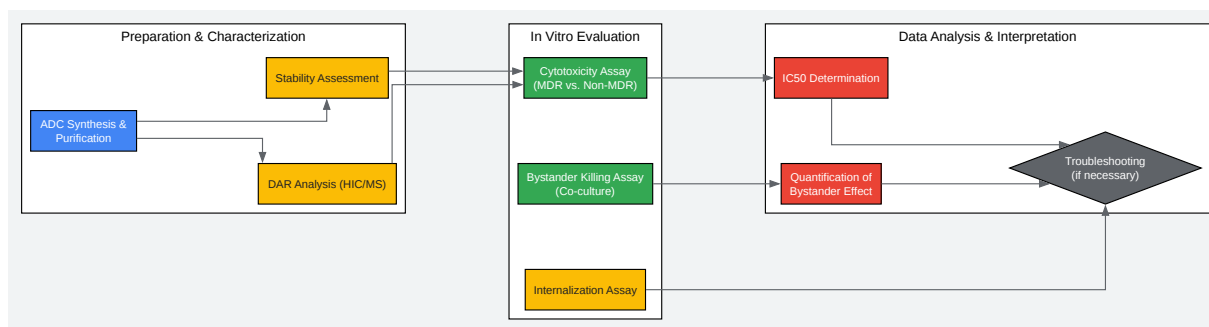 Preparation & Characterization
Stability Assessment
ADC Synthesis &
Purification
DAR Analysis (HIC/MS)
In Vitro Evaluation
Cytotoxicity Assay
(MDR vs. Non-MDR)
Bystander Killing Assay
(Co-culture)
Internalization Assay
Data Analysis & Interpretation
IC50 Determination
Quantification of
Bystander Effect
Troubleshooting
(if necessary)